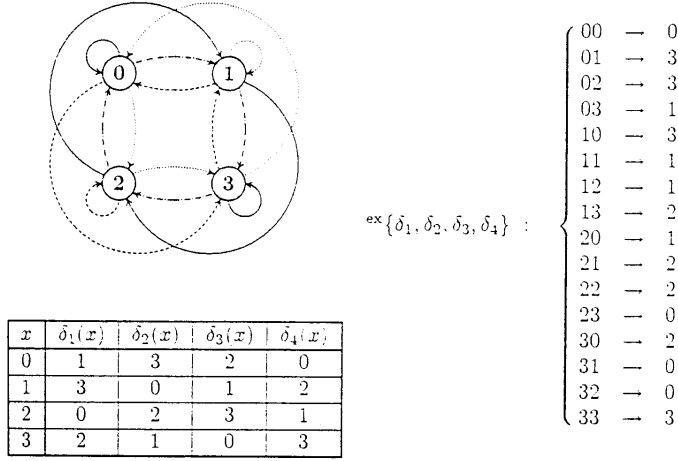 0 1
2 3
x δ₁(x) δ₂(x) δ₃(x) δ₄(x)
0 1 3 2 0
1 3 0 1 2
2 0 2 3 1
3 2 1 0 3
ex{δ₁, δ₂, δ₃, δ₄} :
00 → 0
01 → 3
02 → 3
03 → 1
10 → 3
11 → 1
12 → 1
13 → 2
20 → 1
21 → 2
22 → 2
23 → 0
30 → 2
31 → 0
32 → 0
33 → 3